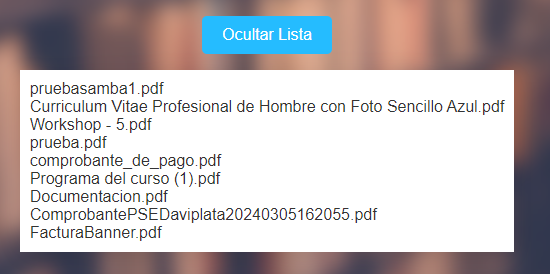 Ocultar Lista
pruebasamba1.pdf
Curriculum Vitae Profesional de Hombre con Foto Sencillo Azul.pdf
Workshop - 5.pdf
prueba.pdf
comprobante_de_pago.pdf
Programa del curso (1).pdf
Documentacion.pdf
ComprobantePSEDaviplata20240305162055.pdf
FacturaBanner.pdf